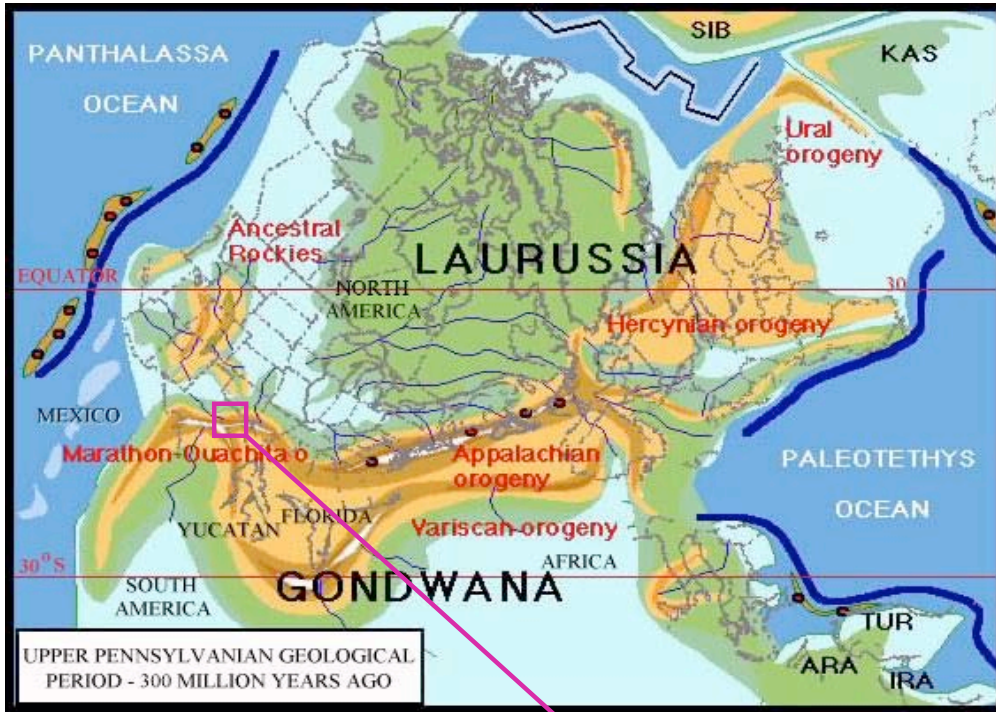 PANTHALASSA
OCEAN
SIB
KAS
Ural
orogeny
Ancestral
Rockies
LAURUSSIA
EQUATOR
NORTH
AMERICA
30
Hercynian orogeny
MEXICO
Marathon-Ouachita o
Appalachian
orogeny
PALEOTETHYS
OCEAN
YUCATAN
FLORIDA
Variscan-orogeny
AFRICA
30°S
SOUTH
AMERICA
GONDWANA
TUR
ARA
IRA
UPPER PENNSYLVANIAN GEOLOGICAL
PERIOD - 300 MILLION YEARS AGO